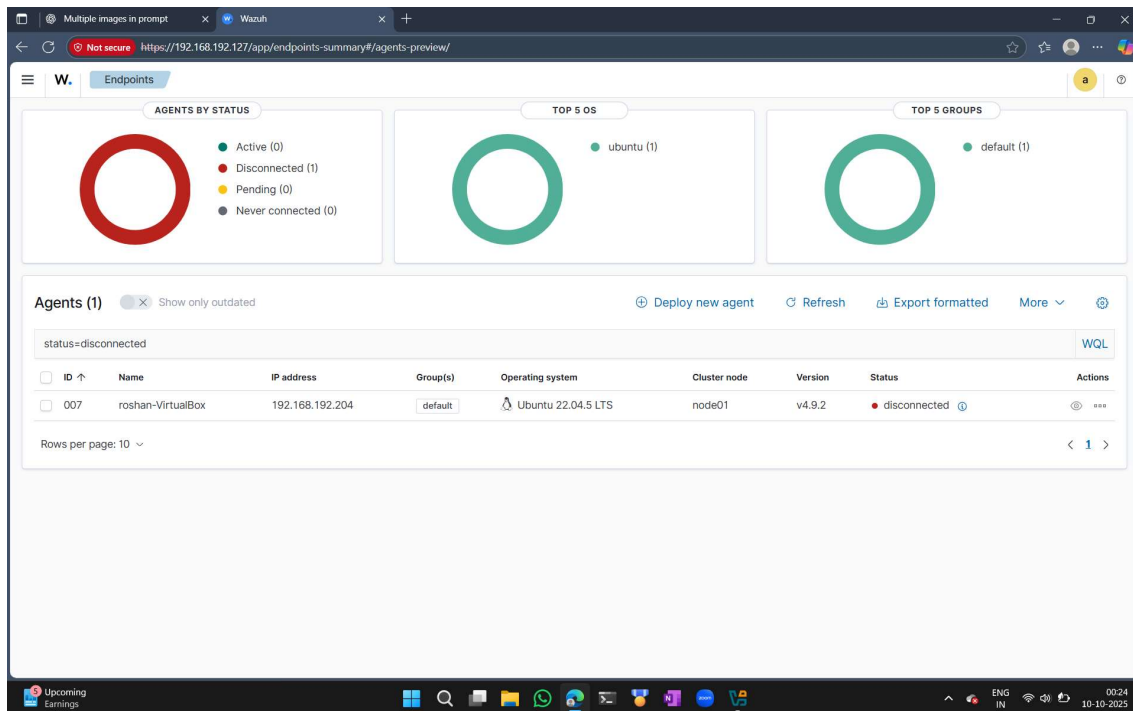 Multiple images in prompt
Wazuh
Not secure https://192.168.192.127/app/endpoints-summary#/agents-preview/
W. Endpoints a
AGENTS BY STATUS
Active (0)
Disconnected (1)
Pending (0)
Never connected (0)
TOP 5 OS
ubuntu (1)
TOP 5 GROUPS
default (1)
Agents (1) Show only outdated Deploy new agent Refresh Export formatted More
status=disconnected WQL
ID Name IP address Group(s) Operating system Cluster node Version Status Actions
007 roshan-VirtualBox 192.168.192.204 default Ubuntu 22.04.5 LTS node01 v4.9.2 disconnected
Rows per page: 10 1
5 Upcoming
Earnings
ENG
IN
00:24
10-10-2025